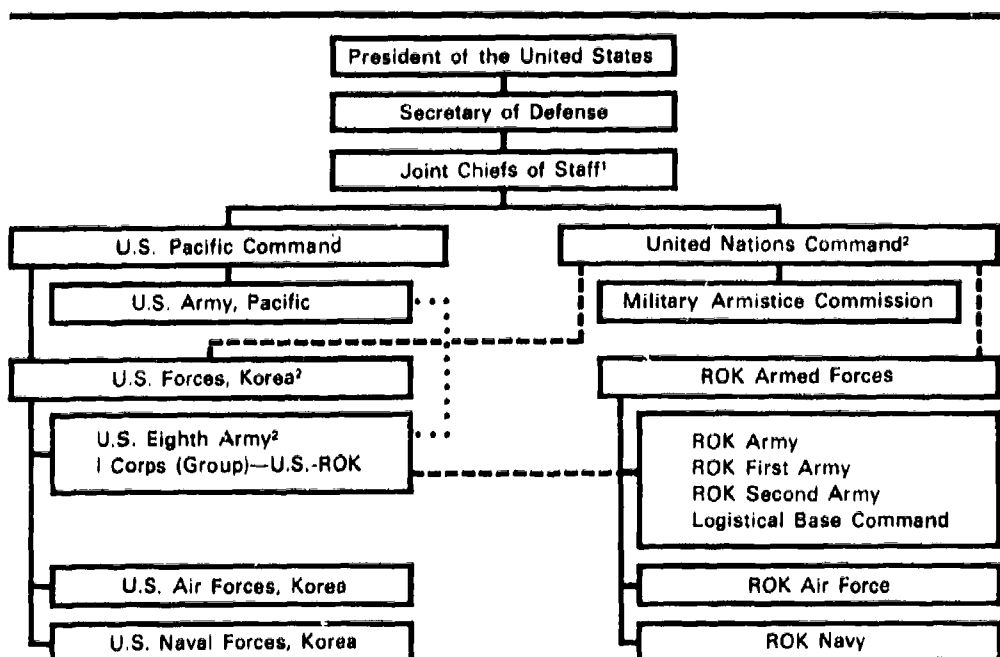 President of the United States
Secretary of Defense
Joint Chiefs of Staff¹
U.S. Pacific Command
United Nations Command²
U.S. Army, Pacific
Military Armistice Commission
U.S. Forces, Korea²
ROK Armed Forces
U.S. Eighth Army²
I Corps (Group)—U.S.-ROK
ROK Army
ROK First Army
ROK Second Army
Logistical Base Command
U.S. Air Forces, Korea
ROK Air Force
U.S. Naval Forces, Korea
ROK Navy